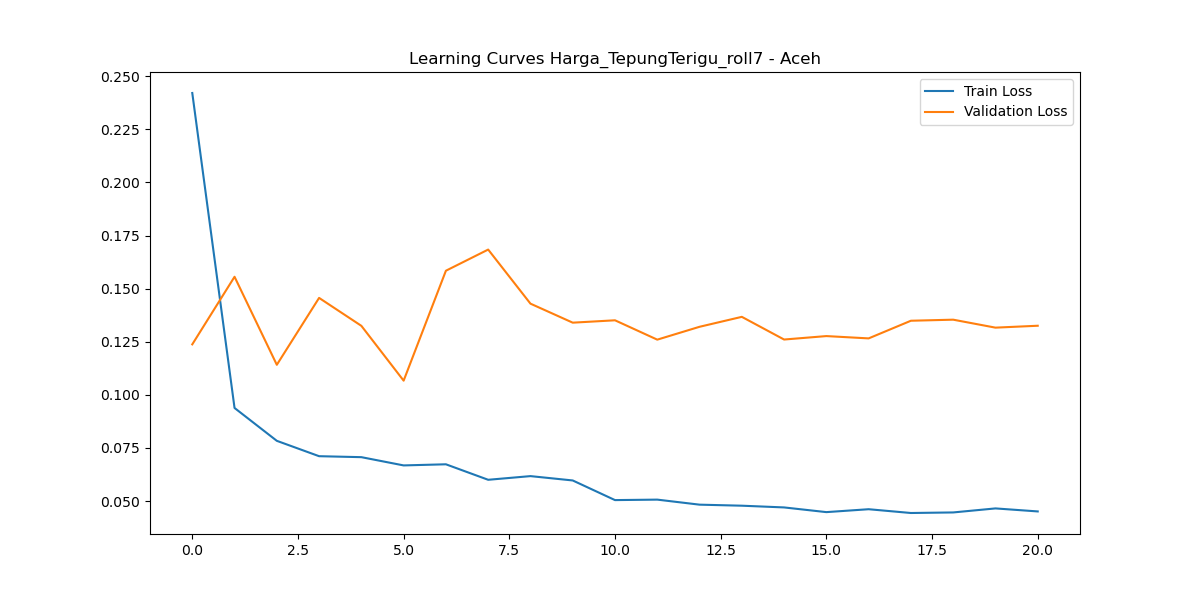 Learning Curves Harga_TepungTerigu_roll7 - Aceh
Train Loss
Validation Loss
0.250
0.225
0.200
0.175
0.150
0.125
0.100
0.075
0.050
0.0 2.5 5.0 7.5 10.0 12.5 15.0 17.5 20.0